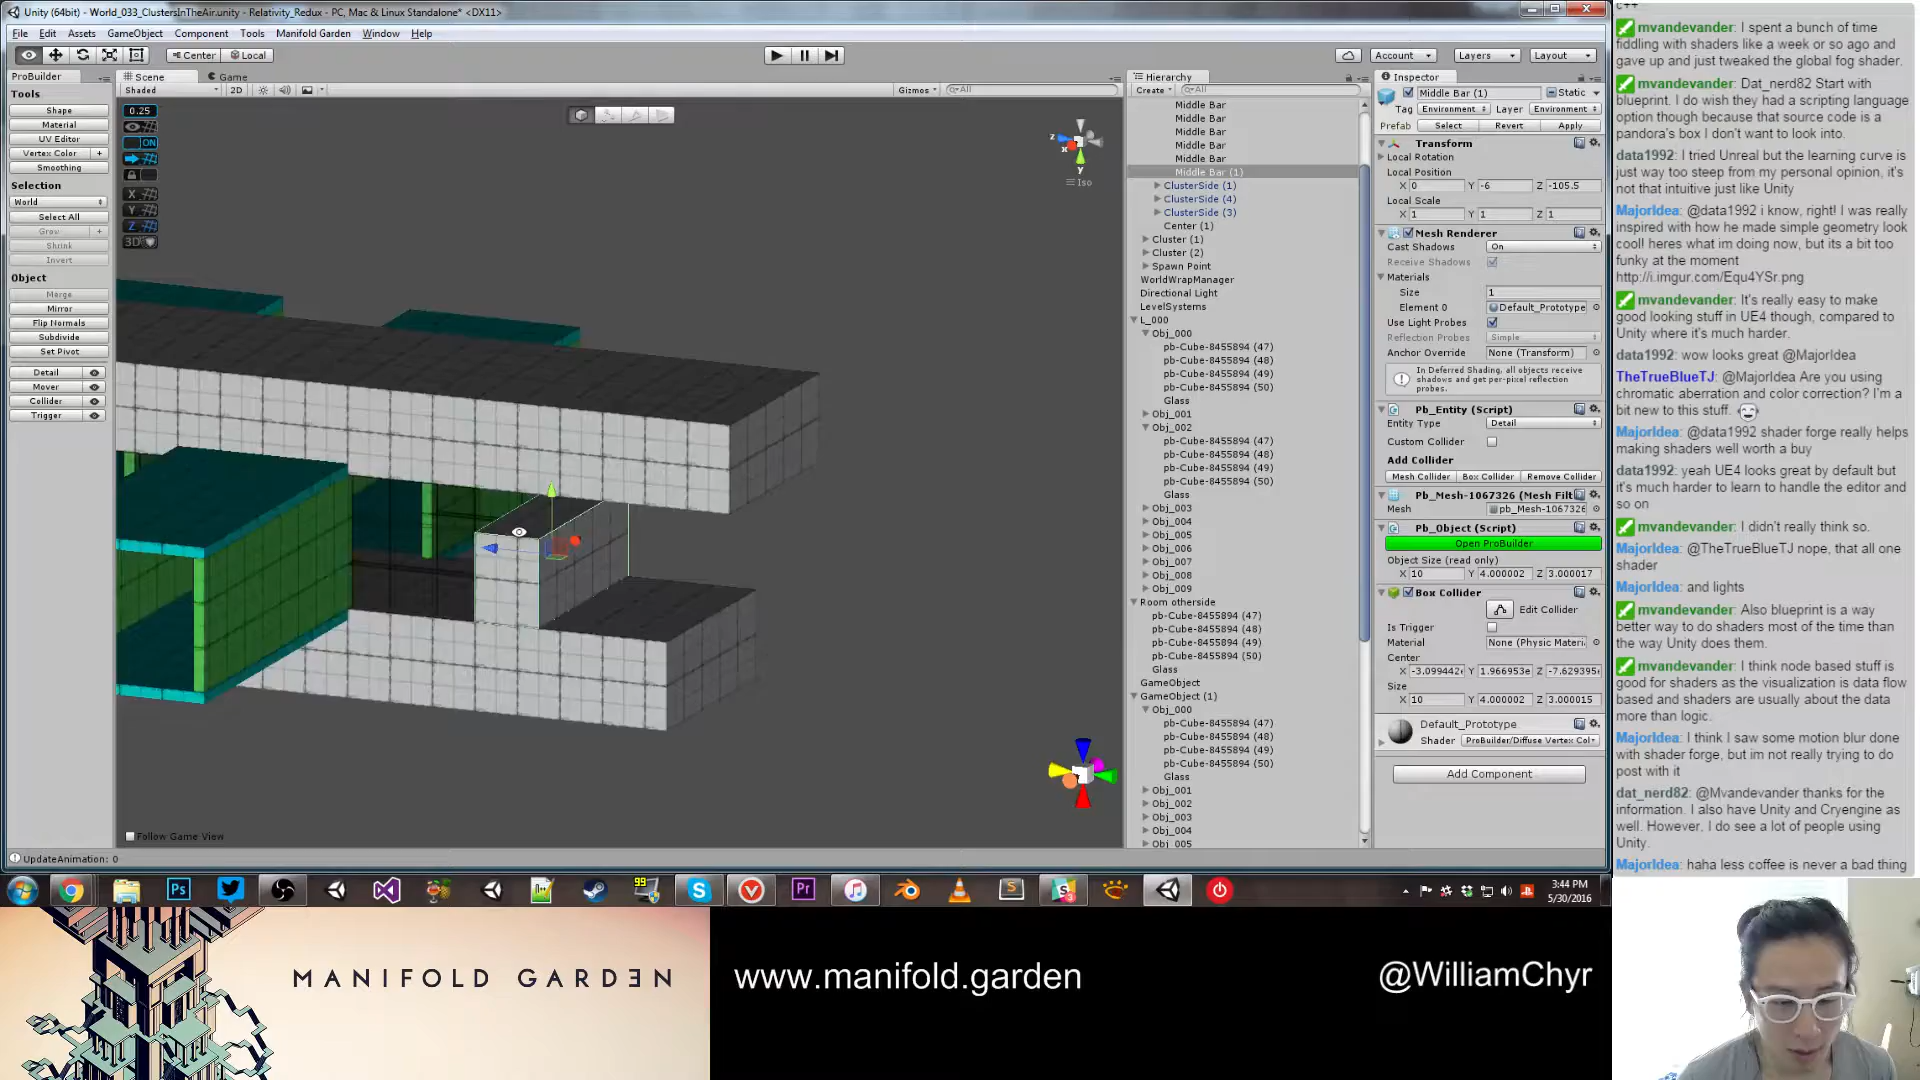 Unity (64bit) - World_033_ClustersInTheAir.unity - Relativity_Redux - PC, Mac & Linux Standalone* <DX11>
File Edit Assets GameObject Component Tools Manifold Garden Window Help
Center Local
Account Layers Layout
ProBuilder
Scene
Game
Shaded
2D
Gizmos
All
Tools
Shape
Material
UV Editor
Vertex Color +
Smoothing
Selection
World
Select All
Grow +
Shrink
Invert
Object
Merge
Mirror
Flip Normals
Subdivide
Set Pivot
Detail
Mover
Collider
Trigger
0.25
ON
X
Y
Z
3D
z
x
y
Iso
Follow Game View
UpdateAnimation: 0
Hierarchy
Create
All
Middle Bar
Middle Bar
Middle Bar
Middle Bar
Middle Bar
Middle Bar (1)
ClusterSide (1)
ClusterSide (4)
ClusterSide (3)
Center (1)
Cluster (1)
Cluster (2)
Spawn Point
WorldWrapManager
Directional Light
LevelSystems
L_000
Obj_000
pb-Cube-8455894 (47)
pb-Cube-8455894 (48)
pb-Cube-8455894 (49)
pb-Cube-8455894 (50)
Glass
Obj_001
Obj_002
pb-Cube-8455894 (47)
pb-Cube-8455894 (48)
pb-Cube-8455894 (49)
pb-Cube-8455894 (50)
Glass
Obj_003
Obj_004
Obj_005
Obj_006
Obj_007
Obj_008
Obj_009
Room otherside
pb-Cube-8455894 (47)
pb-Cube-8455894 (48)
pb-Cube-8455894 (49)
pb-Cube-8455894 (50)
Glass
GameObject
GameObject (1)
Obj_000
pb-Cube-8455894 (47)
pb-Cube-8455894 (48)
pb-Cube-8455894 (49)
pb-Cube-8455894 (50)
Glass
Obj_001
Obj_002
Obj_003
Obj_004
Obj_005
Inspector
Middle Bar (1) Static
Tag Environment Layer Environment
Prefab Select Revert Apply
Transform
Local Rotation
Local Position
X 0 Y -6 Z -105.5
Local Scale
X 1 Y 1 Z 1
Mesh Renderer
Cast Shadows On
Receive Shadows
Materials
Size 1
Element 0 Default_Prototype
Use Light Probes
Reflection Probes Simple
Anchor Override None (Transform)
In Deferred Shading, all objects receive
shadows and get per-pixel reflection
probes.
Pb_Entity (Script)
Entity Type Detail
Custom Collider
Add Collider
Mesh Collider Box Collider Remove Collider
Pb_Mesh-1067326 (Mesh Filt
Mesh pb_Mesh-1067326
Pb_Object (Script)
Open ProBuilder
Object Size (read only)
X 10 Y 4.000002 Z 3.000017
Box Collider
Edit Collider
Is Trigger
Material None (Physic Materi
Center
X -3.099442 Y 1.966953e Z -7.629395
Size
X 10 Y 4.000002 Z 3.000015
Default_Prototype
Shader ProBuilder/Diffuse Vertex Col
Add Component
C++
mvandevander: I spent a bunch of time
fiddling with shaders like a week or so ago and
gave up and just tweaked the global fog shader.
mvandevander: Dat_nerd82 Start with
blueprint. I do wish they had a scripting language
option though because that source code is a
pandora's box I don't want to look into.
data1992: I tried Unreal but the learning curve is
just way too steep from my personal opinion, it's
not that intuitive just like Unity
MajorIdea: @data1992 i know, right! I was really
inspired with how he made simple geometry look
cool! heres what im doing now, but its a bit too
funky at the moment
http://i.imgur.com/Equ4YSr.png
mvandevander: It's really easy to make
good looking stuff in UE4 though, compared to
Unity where it's much harder.
data1992: wow looks great @MajorIdea
TheTrueBlueTJ: @MajorIdea Are you using
chromatic aberration and color correction? I'm a
bit new to this stuff.
MajorIdea: @data1992 shader forge really helps
making shaders well worth a buy
data1992: yeah UE4 looks great by default but
it's much harder to learn to handle the editor and
so on
mvandevander: I didn't really think so.
MajorIdea: @TheTrueBlueTJ nope, that all one
shader
MajorIdea: and lights
mvandevander: Also blueprint is a way
better way to do shaders most of the time than
the way Unity does them.
mvandevander: I think node based stuff is
good for shaders as the visualization is data flow
based and shaders are usually about the data
more than logic.
MajorIdea: I think I saw some motion blur done
with shader forge, but im not really trying to do
post with it
dat_nerd82: @Mvandevander thanks for the
information. I also have Unity and Cryengine as
well. However, I do see a lot of people using
Unity.
MajorIdea: haha less coffee is never a bad thing
Ps
99
Pr
S
3:44 PM
5/30/2016
MANIFOLD GARDƎN
www.manifold.garden
@WilliamChyr